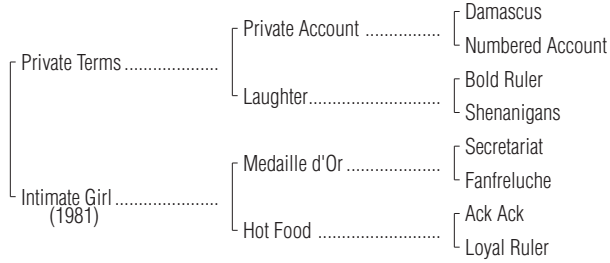 Damascus
Private Account ..................
Numbered Account
Private Terms ....................
Bold Ruler
Laughter............................
Shenanigans
Secretariat
Medaille d'Or ...................
Fanfreluche
Intimate Girl ......................
(1981)
Ack Ack
Hot Food ..........................
Loyal Ruler